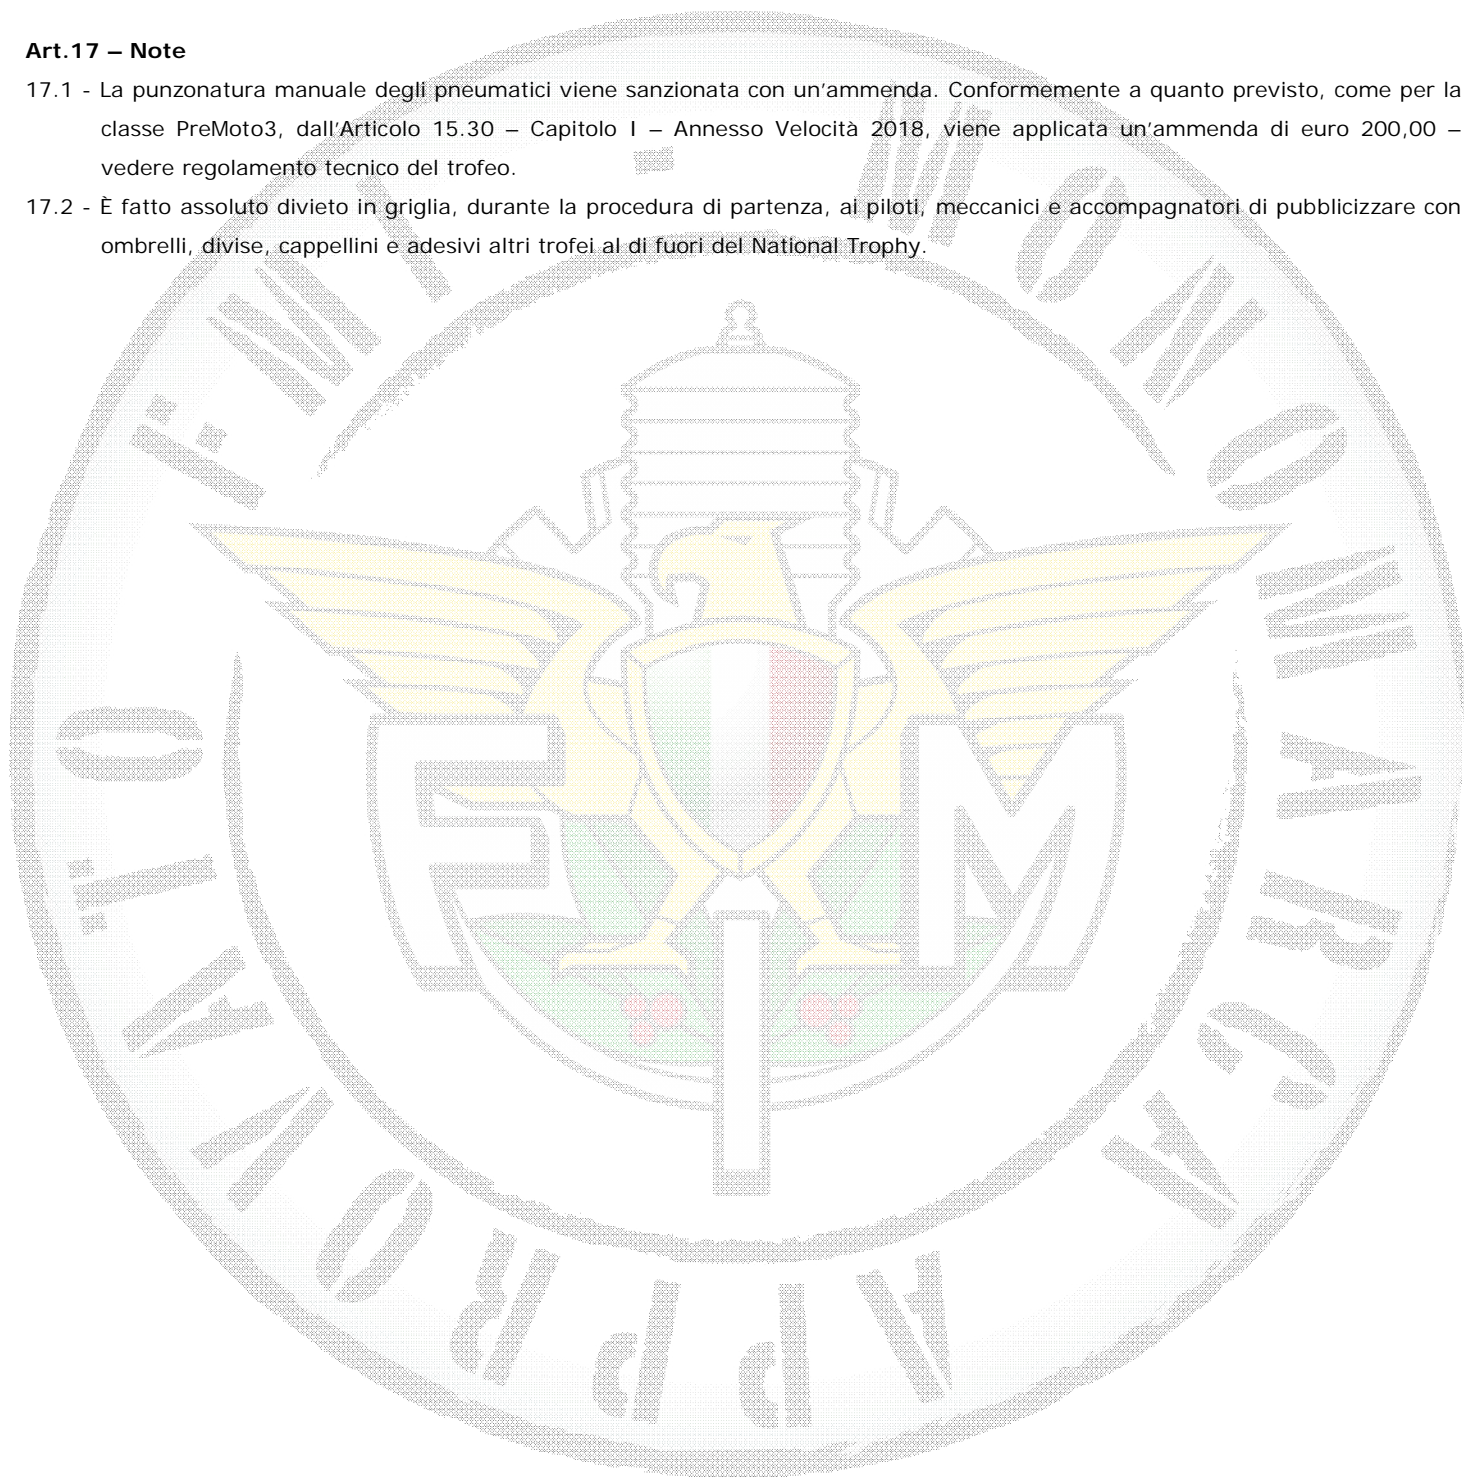 Art.17 – Note
17.1 - La punzonatura manuale degli pneumatici viene sanzionata con un’ammenda. Conformemente a quanto previsto, come per la
classe PreMoto3, dall’Articolo 15.30 – Capitolo I – Annesso Velocità 2018, viene applicata un’ammenda di euro 200,00 –
vedere regolamento tecnico del trofeo.
17.2 - È fatto assoluto divieto in griglia, durante la procedura di partenza, ai piloti, meccanici e accompagnatori di pubblicizzare con
ombrelli, divise, cappellini e adesivi altri trofei al di fuori del National Trophy.
F.M.I. - MONOMARCA APPROVATO
F M I